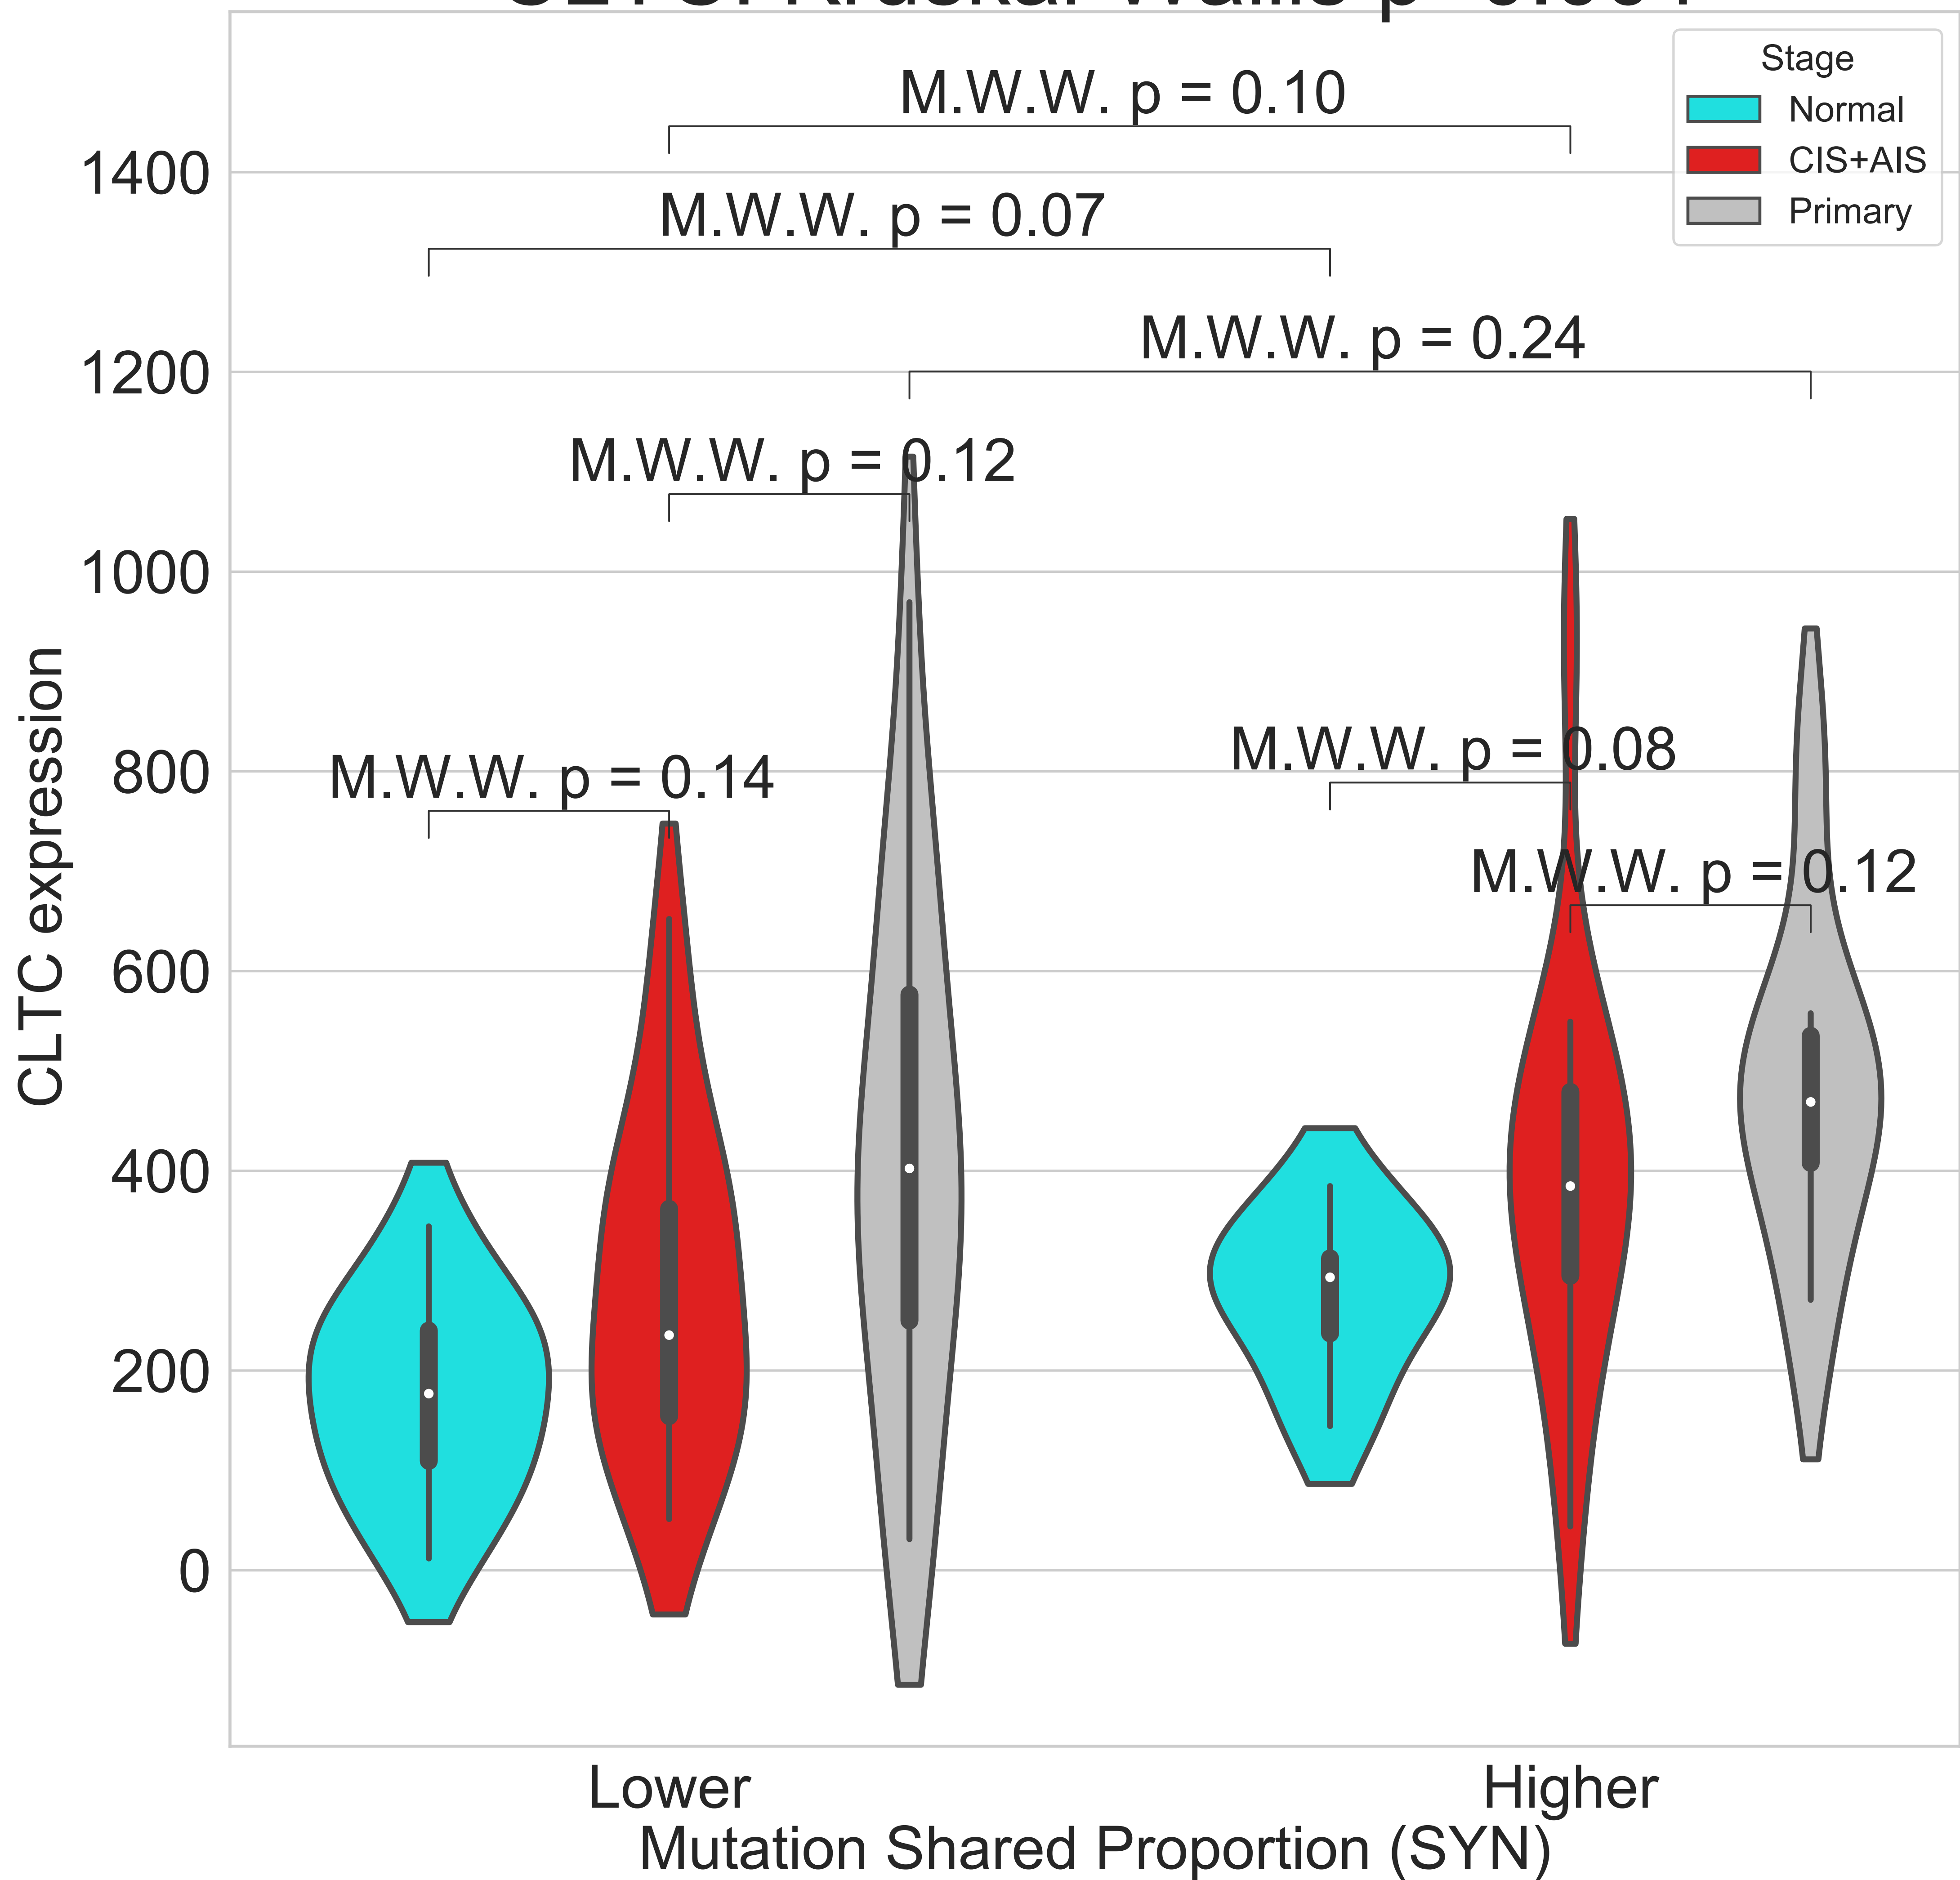 Stage
Normal
CIS+AIS
Primary
M.W.W. p = 0.10
M.W.W. p = 0.07
M.W.W. p = 0.24
M.W.W. p = 0.12
M.W.W. p = 0.14
M.W.W. p = 0.08
M.W.W. p = 0.12
1400
1200
1000
800
600
400
200
0
CLTC expression
Lower
Higher
Mutation Shared Proportion (SYN)